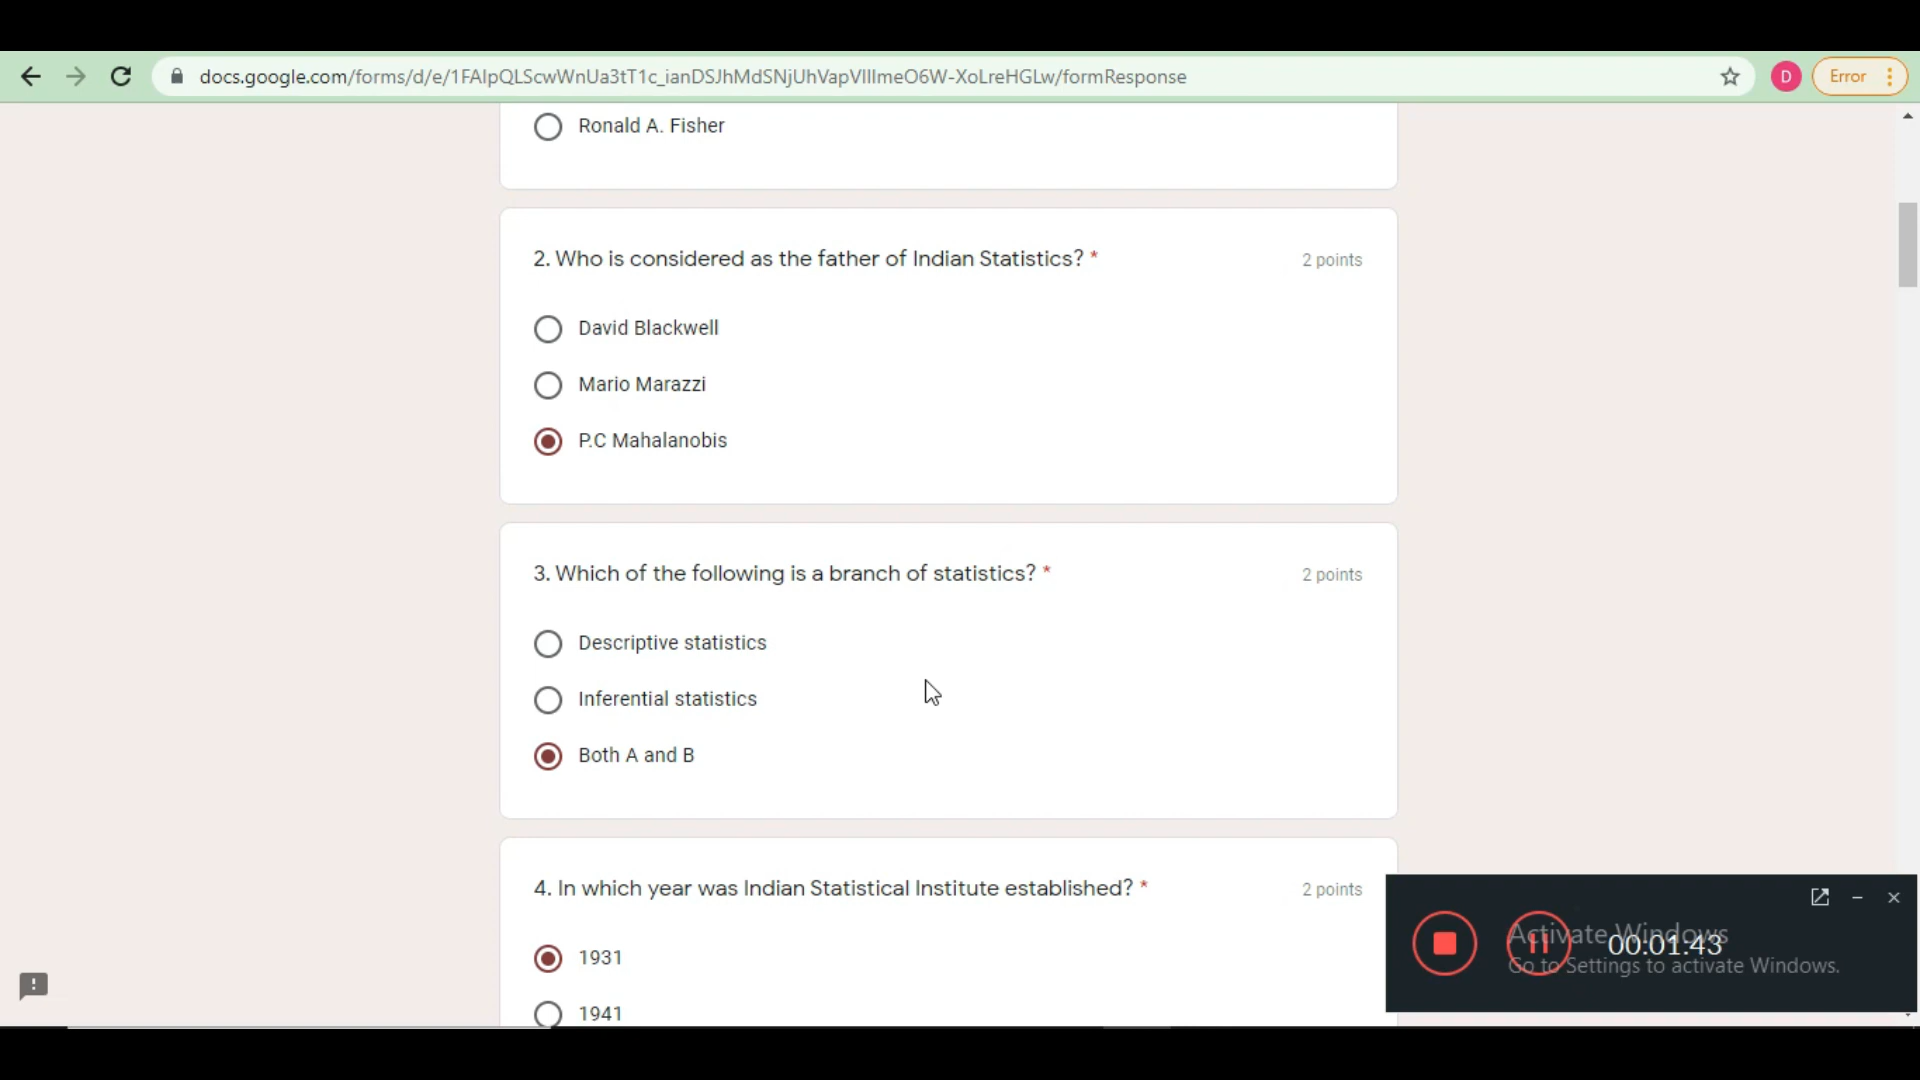 docs.google.com/forms/d/e/1FAIpQLScwWnUa3tT1c_ianDSJhMdSNjUhVapVIlImeO6W-XoLreHGLw/formResponse
D
Error
Ronald A. Fisher
2. Who is considered as the father of Indian Statistics? *
2 points
David Blackwell
Mario Marazzi
P.C Mahalanobis
3. Which of the following is a branch of statistics? *
2 points
Descriptive statistics
Inferential statistics
Both A and B
4. In which year was Indian Statistical Institute established? *
2 points
1931
1941
Activate Windows
00:01:43
Go to Settings to activate Windows.